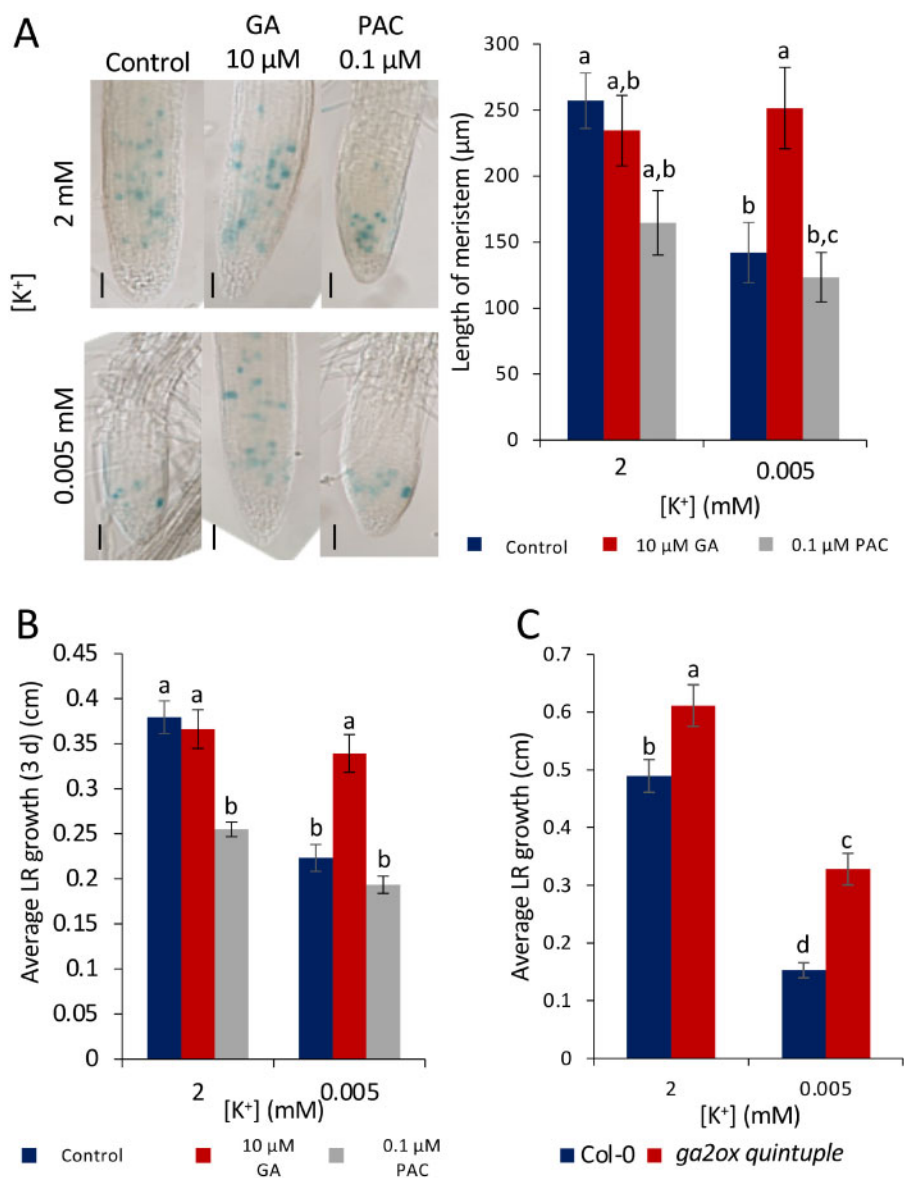 A
Control
GA
10 µM
PAC
0.1 µM
2 mM
[K⁺]
0.005 mM
Length of meristem (µm)
300
250
200
150
100
50
0
a
a,b
a,b
b
a
b,c
2
0.005
[K⁺] (mM)
Control
10 µM GA
0.1 µM PAC
B
Average LR growth (3 d) (cm)
0.45
0.4
0.35
0.3
0.25
0.2
0.15
0.1
0.05
0
a
a
b
b
a
b
2
0.005
[K⁺] (mM)
Control
10 µM
GA
0.1 µM
PAC
C
Average LR growth (cm)
0.7
0.6
0.5
0.4
0.3
0.2
0.1
0
b
a
d
c
2
0.005
[K⁺] (mM)
Col-0
ga2ox quintuple